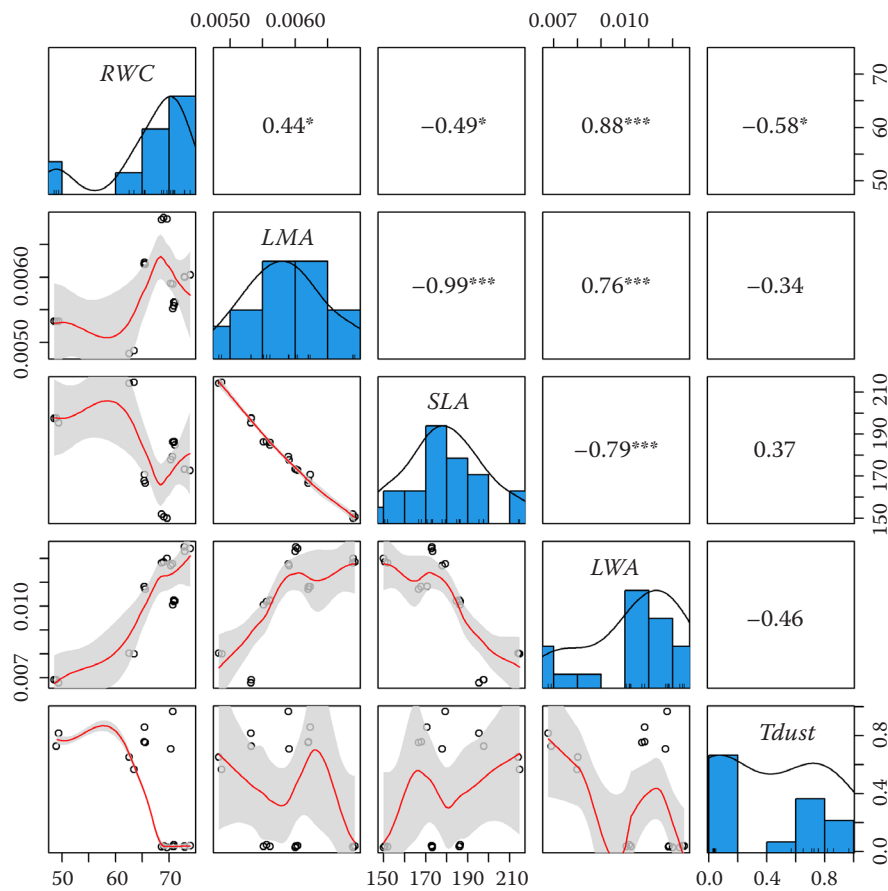 0.0050 0.0060 0.007 0.010
RWC 0.44* −0.49* 0.88*** −0.58* 50 60 70
0.0050 0.0060 LMA −0.99*** 0.76*** −0.34
SLA −0.79*** 0.37 150 170 190 210
0.007 0.010 LWA −0.46
Tdust 0.0 0.4 0.8
50 60 70 150 170 190 210 0.0 0.4 0.8